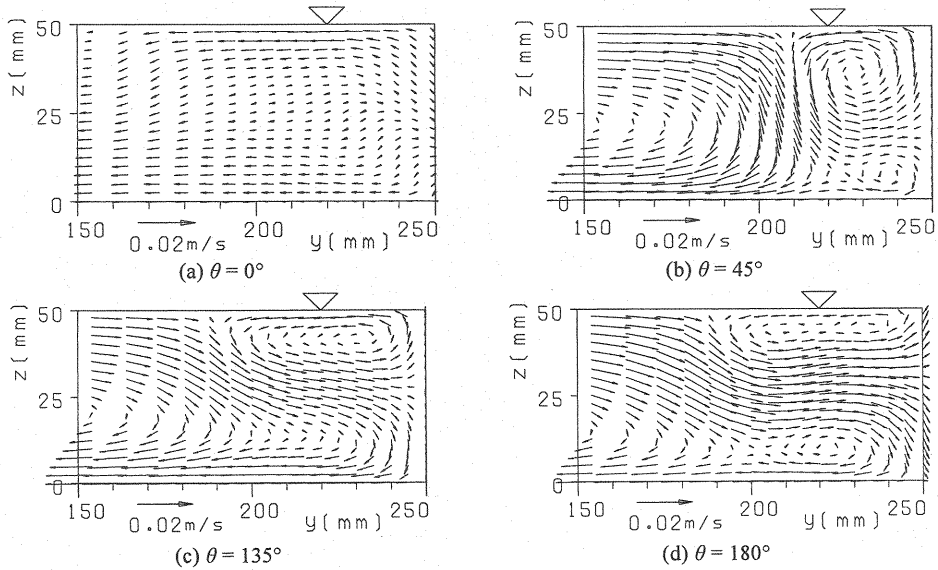 50
25
0
z(mm)
150 200 250
0.02m/s y(mm)
(a) θ = 0°
50
25
0
z(mm)
150 200 250
0.02m/s y(mm)
(b) θ = 45°
50
25
0
z(mm)
150 200 250
0.02m/s y(mm)
(c) θ = 135°
50
25
0
z(mm)
150 200 250
0.02m/s y(mm)
(d) θ = 180°